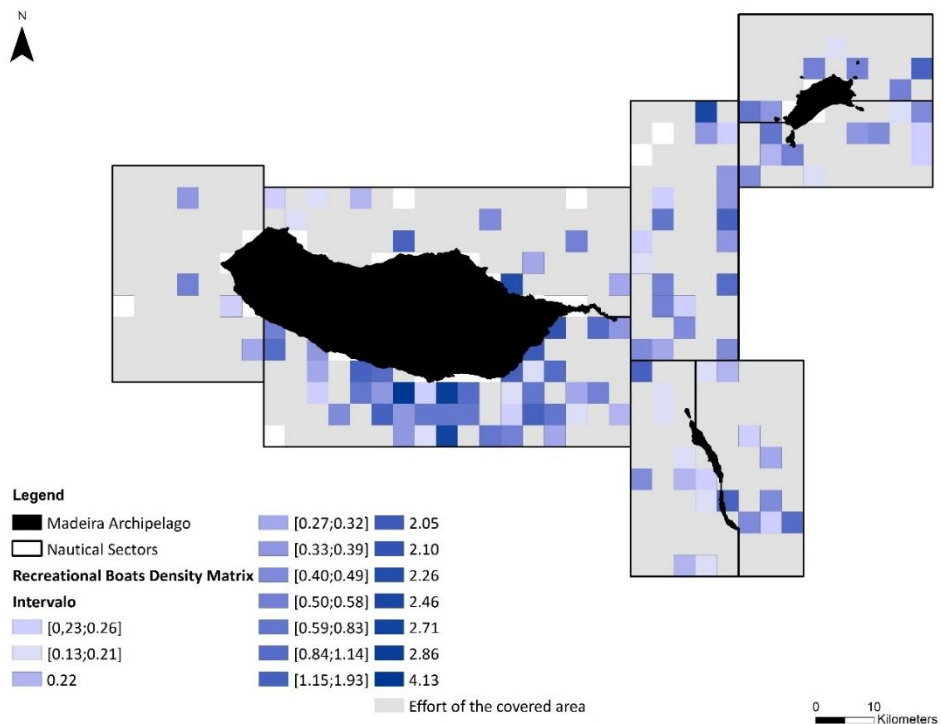 N
Legend
Madeira Archipelago
Nautical Sectors
Recreational Boats Density Matrix
Intervalo
[0,23;0.26]
[0.13;0.21]
0.22
[0.27;0.32]
[0.33;0.39]
[0.40;0.49]
[0.50;0.58]
[0.59;0.83]
[0.84;1.14]
[1.15;1.93]
2.05
2.10
2.26
2.46
2.71
2.86
4.13
Effort of the covered area
0 10
Kilometers